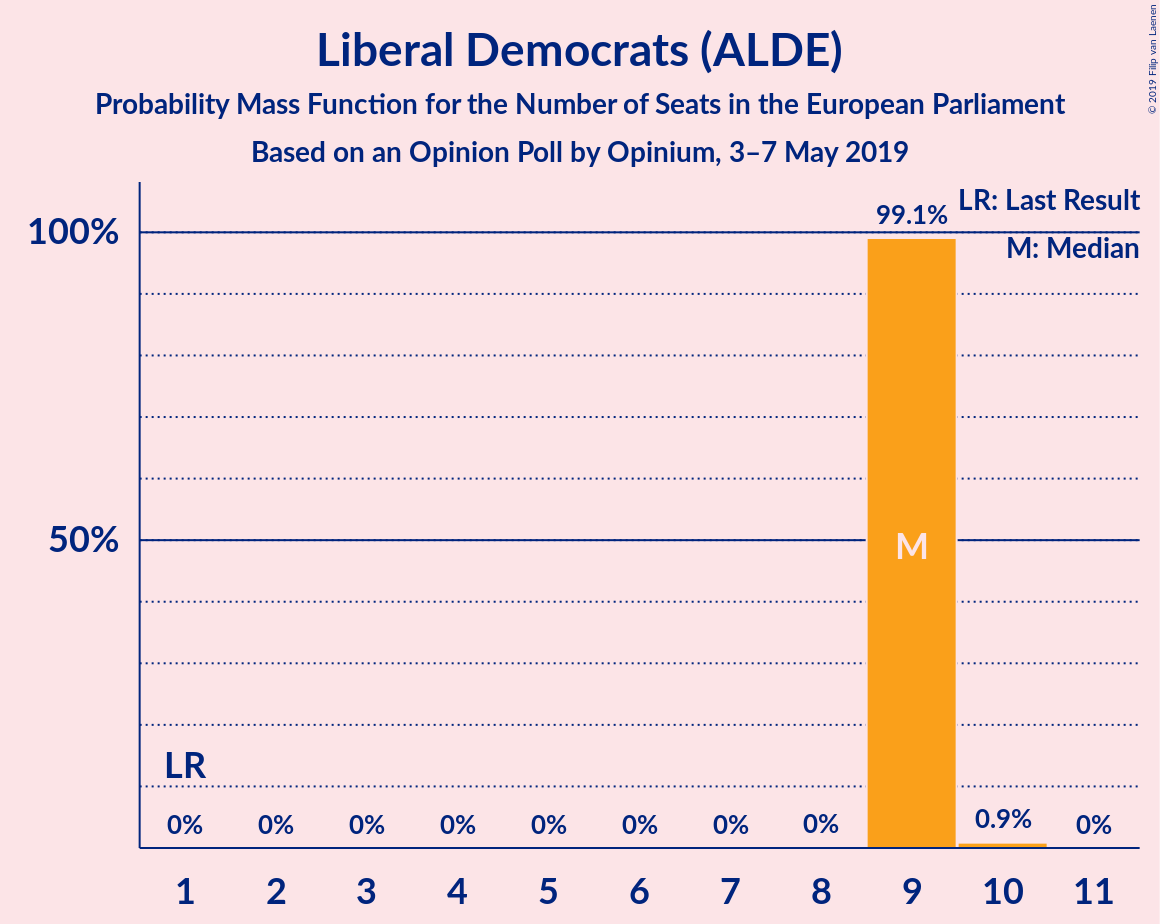 Liberal Democrats (ALDE)
Probability Mass Function for the Number of Seats in the European Parliament
Based on an Opinion Poll by Opinium, 3–7 May 2019
© 2019 Filip van Laenen
LR: Last Result
M: Median
100%
50%
99.1%
M
LR
0% 0% 0% 0% 0% 0% 0% 0% 0.9% 0%
1 2 3 4 5 6 7 8 9 10 11